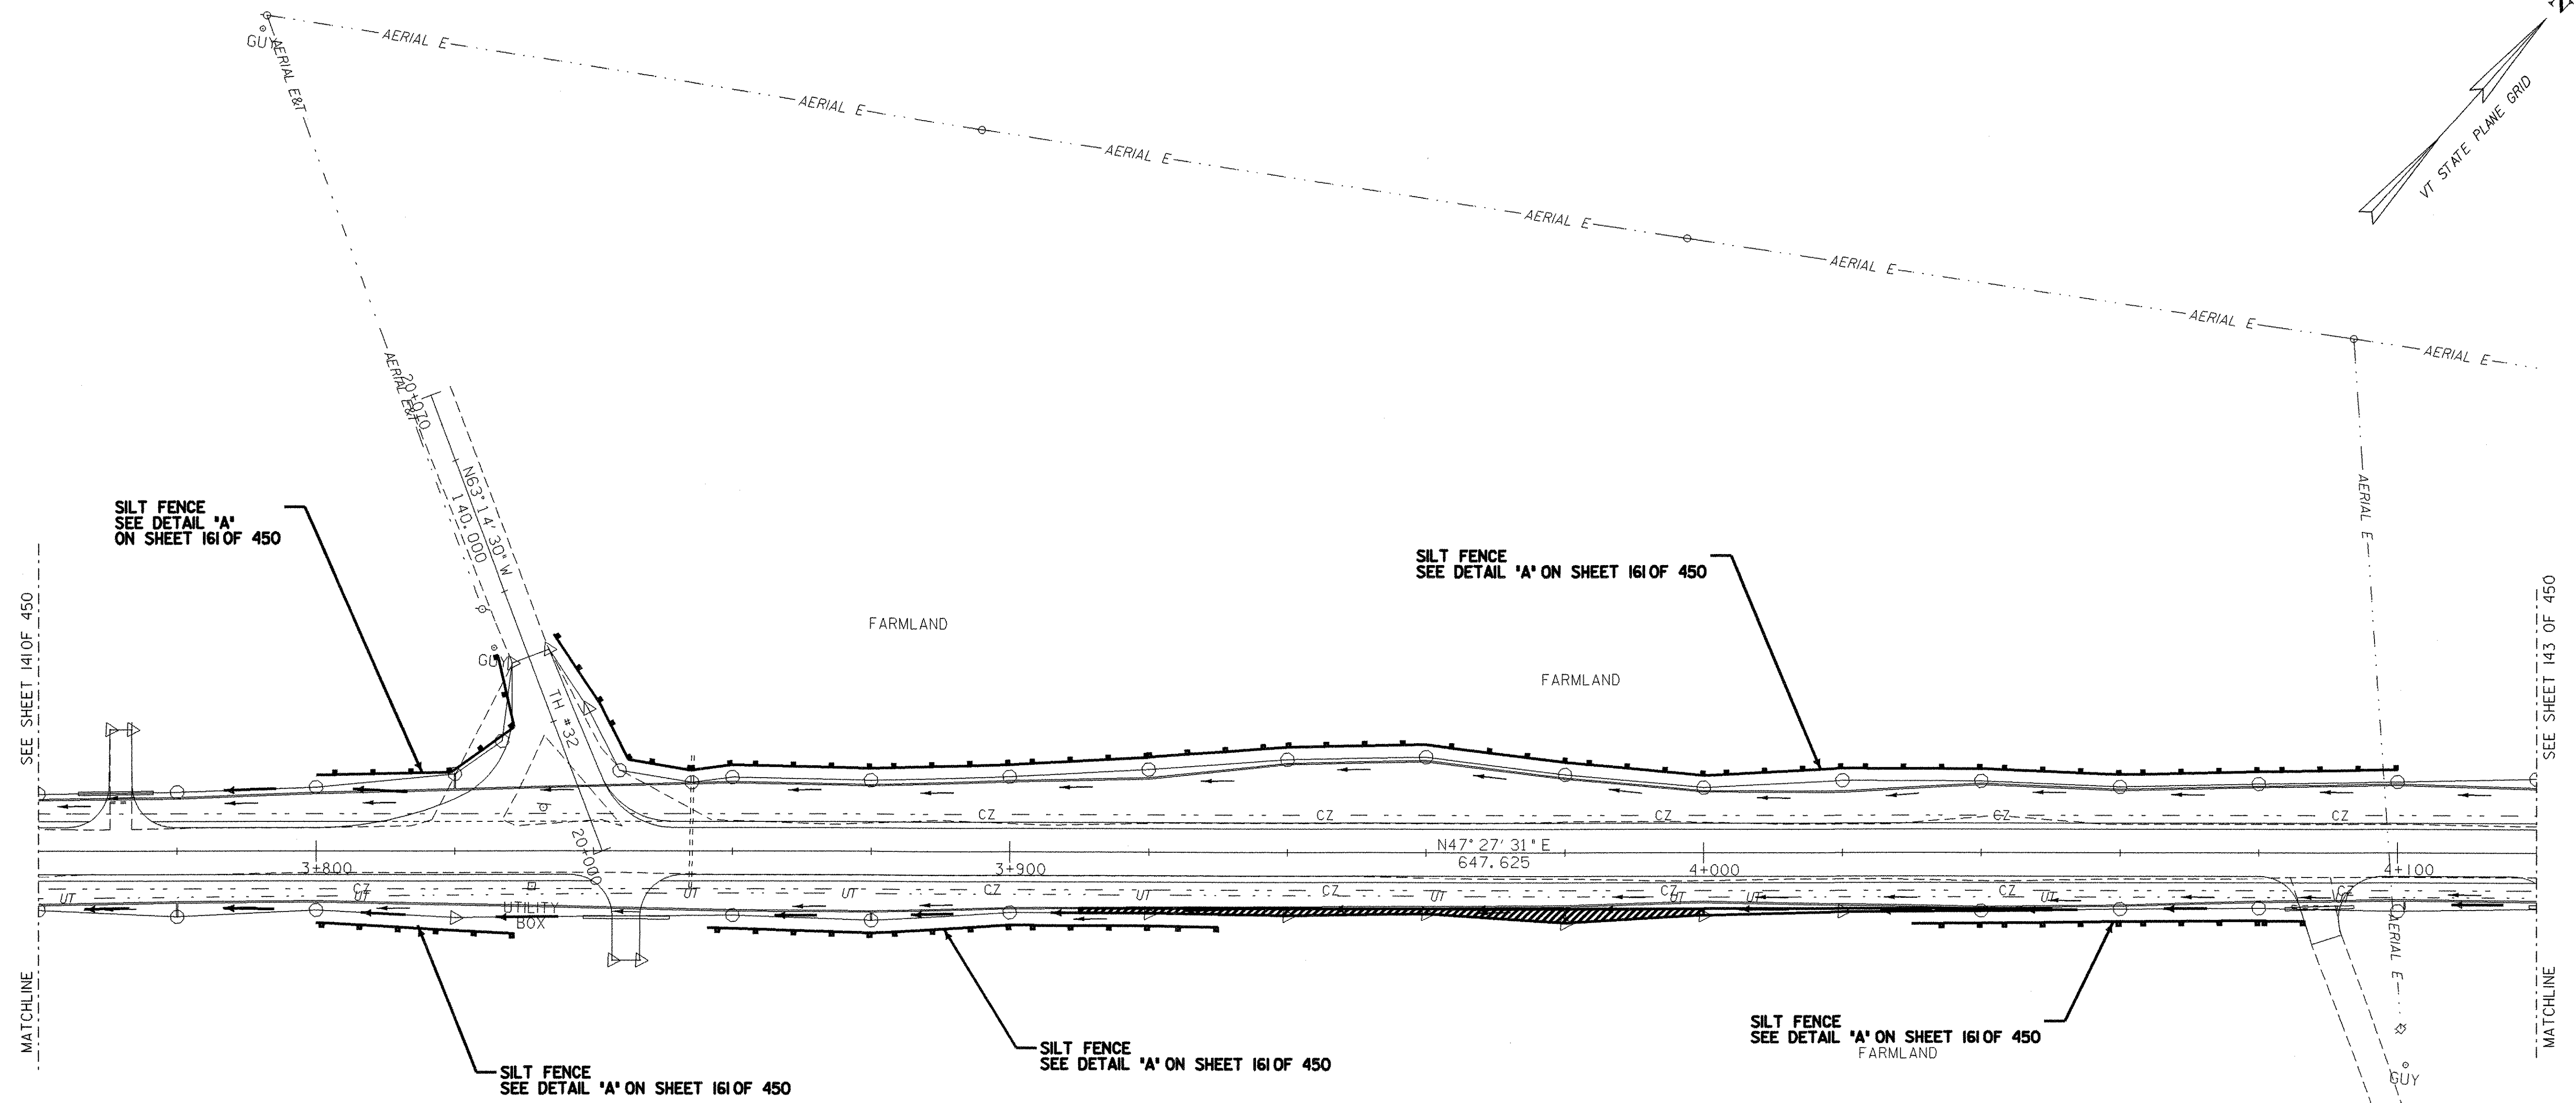 N
VT STATE PLANE GRID
GUY
AERIAL E&T
AERIAL E
AERIAL E
AERIAL E
AERIAL E
AERIAL E
AERIAL E
AERIAL E
AERIAL E&T
20+070
N63°14'30"W
140.000
SILT FENCE
SEE DETAIL "A"
ON SHEET 161 OF 450
SILT FENCE
SEE DETAIL "A" ON SHEET 161 OF 450
AERIAL E
SEE SHEET 141 OF 450
SEE SHEET 143 OF 450
FARMLAND
FARMLAND
GUY
TH #32
CZ
CZ
CZ
CZ
CZ
20+000
N47°27'31"E
647.625
3+800
3+900
4+000
4+100
CZ
CZ
CZ
CZ
CZ
CZ
UT
UT
UT
UT
UT
UT
UT
UT
UT
UTILITY
BOX
AERIAL E
MATCHLINE
MATCHLINE
SILT FENCE
SEE DETAIL "A" ON SHEET 161 OF 450
SILT FENCE
SEE DETAIL "A" ON SHEET 161 OF 450
SILT FENCE
SEE DETAIL "A" ON SHEET 161 OF 450
FARMLAND
GUY